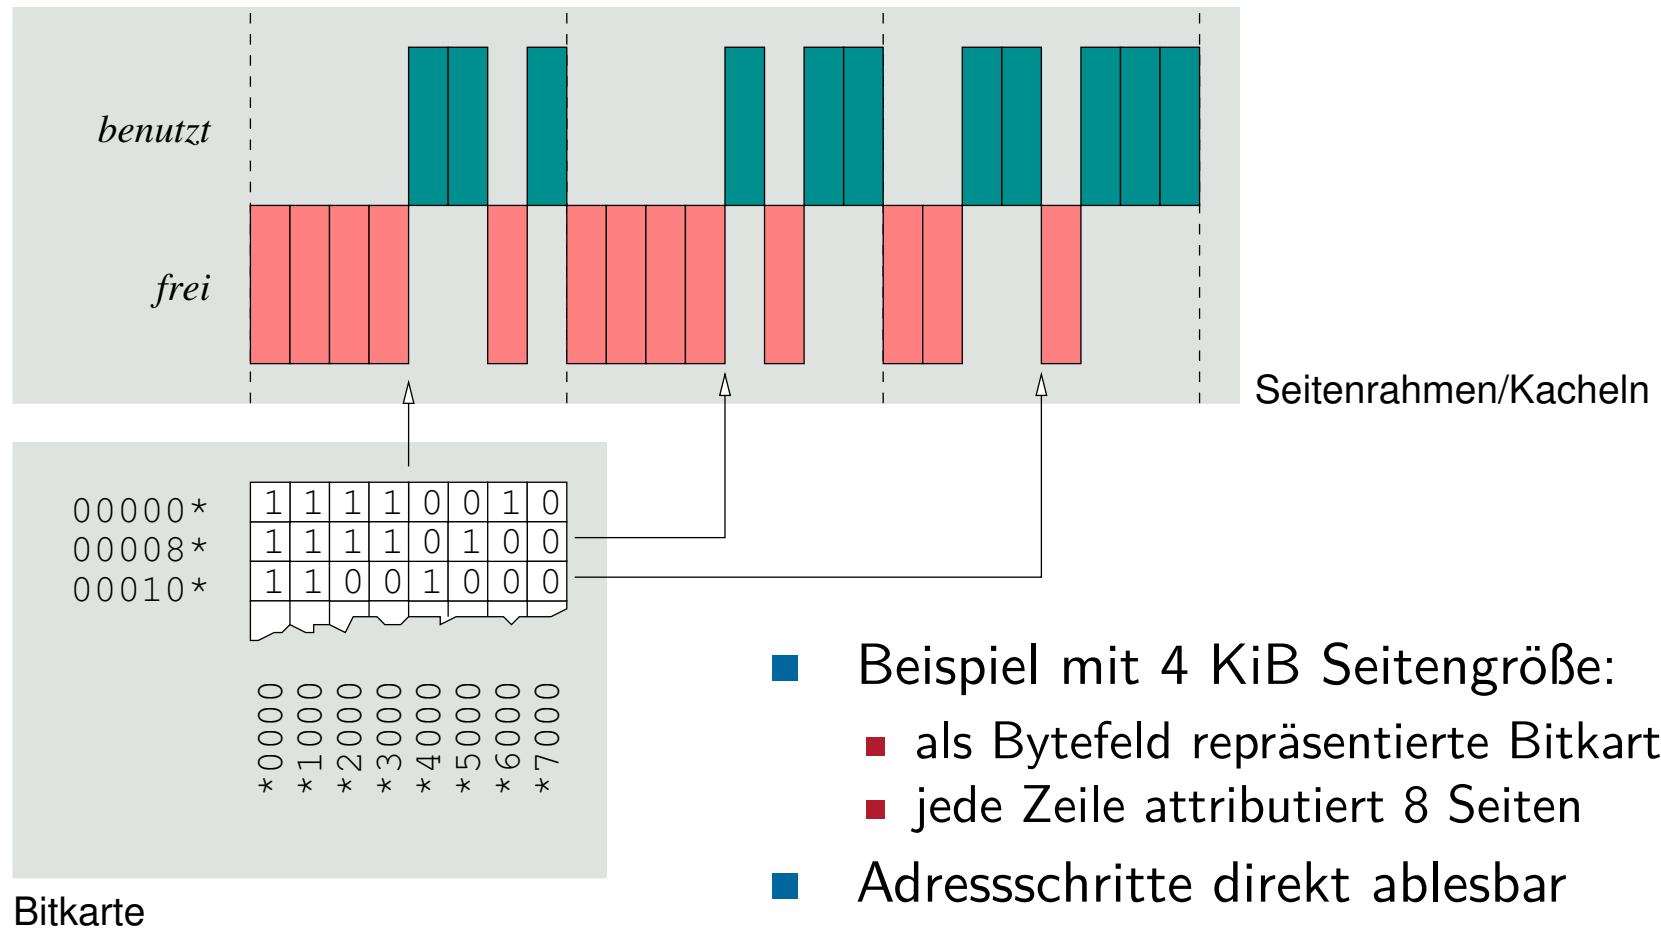 benutzt
frei
Seitenrahmen/Kacheln
00000* 1 1 1 1 0 0 1 0
00008* 1 1 1 1 0 1 0 0
00010* 1 1 0 0 1 0 0 0
*0000
*1000
*2000
*3000
*4000
*5000
*6000
*7000
Bitkarte
Beispiel mit 4 KiB Seitengröße:
als Bytefeld repräsentierte Bitkart
jede Zeile attributiert 8 Seiten
Adressschritte direkt ablesbar